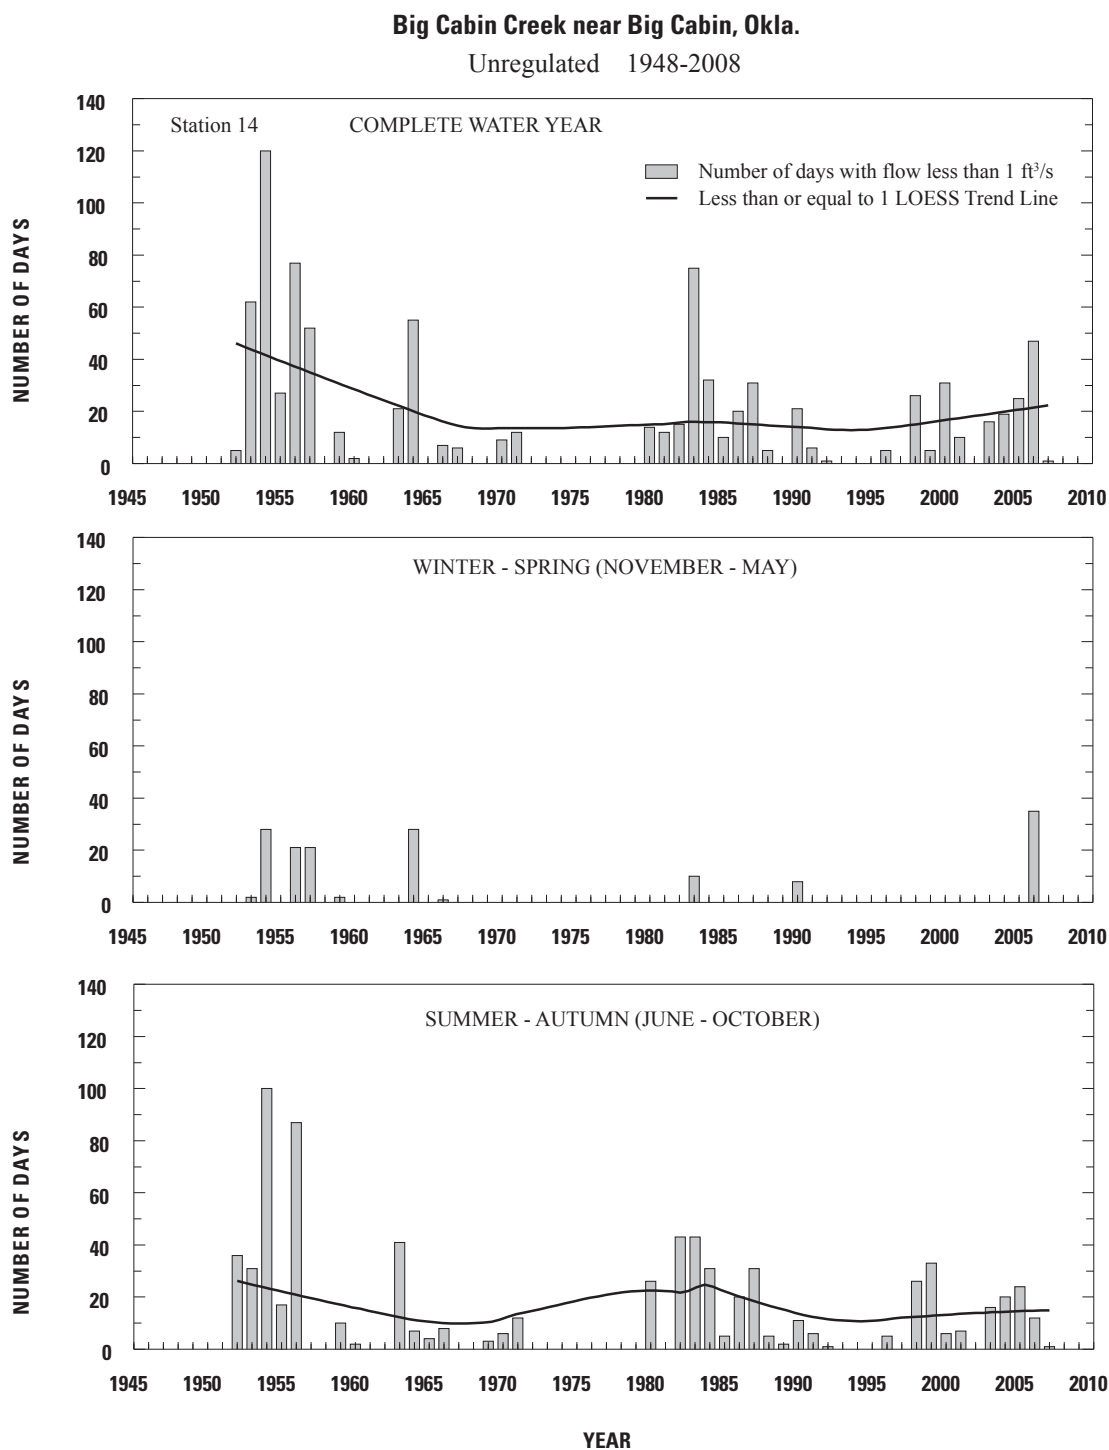 Big Cabin Creek near Big Cabin, Okla.
Unregulated 1948-2008
Station 14 COMPLETE WATER YEAR
Number of days with flow less than 1 ft³/s
Less than or equal to 1 LOESS Trend Line
NUMBER OF DAYS
140
120
100
80
60
40
20
0
1945 1950 1955 1960 1965 1970 1975 1980 1985 1990 1995 2000 2005 2010
WINTER - SPRING (NOVEMBER - MAY)
NUMBER OF DAYS
140
120
100
80
60
40
20
0
1945 1950 1955 1960 1965 1970 1975 1980 1985 1990 1995 2000 2005 2010
SUMMER - AUTUMN (JUNE - OCTOBER)
NUMBER OF DAYS
140
120
100
80
60
40
20
0
1945 1950 1955 1960 1965 1970 1975 1980 1985 1990 1995 2000 2005 2010
YEAR